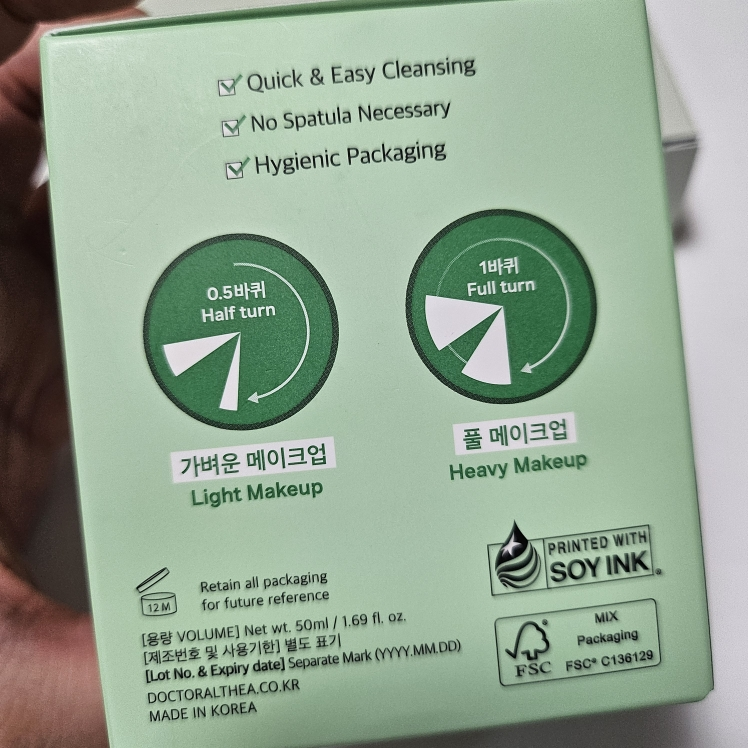 Quick & Easy Cleansing
No Spatula Necessary
Hygienic Packaging
0.5바퀴
Half turn
1바퀴
Full turn
가벼운 메이크업
Light Makeup
풀 메이크업
Heavy Makeup
PRINTED WITH
SOY INK®
12 M
Retain all packaging
for future reference
[용량 VOLUME] Net wt. 50ml / 1.69 fl. oz.
[제조번호 및 사용기한] 별도 표기
[Lot No. & Expiry date] Separate Mark (YYYY.MM.DD)
DOCTORALTHEA.CO.KR
MADE IN KOREA
FSC
MIX
Packaging
FSC® C136129